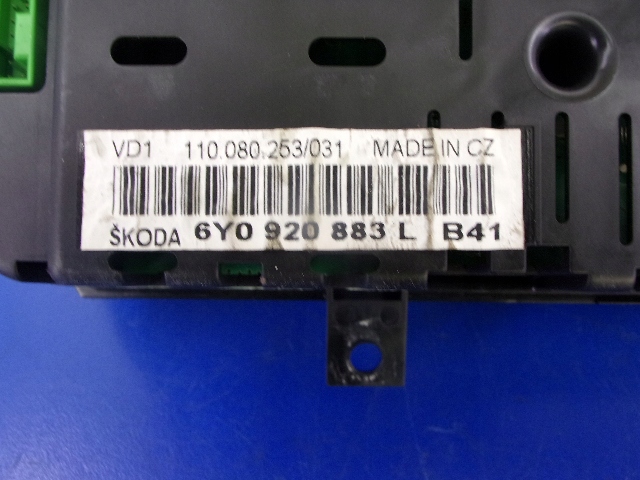 VD1 110.080.253/031 MADE IN CZ
ŠKODA 6Y0 920 883 L B41